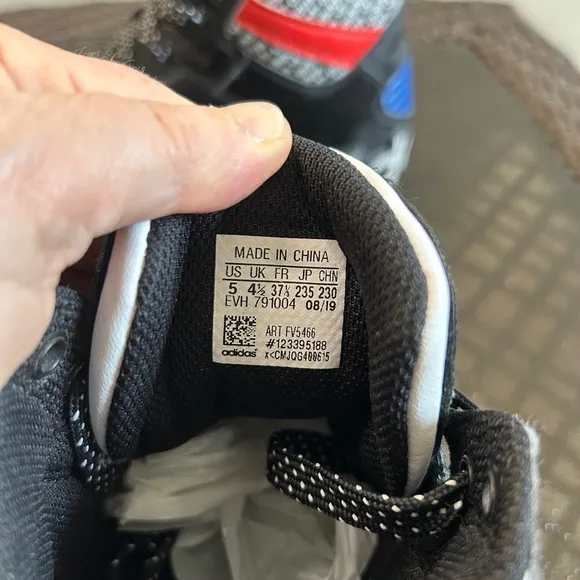 MADE IN CHINA
US UK FR JP CHN
5 4½ 37⅓ 235 230
EVH 791004 08/19
ART FV5466
#123395188
adidas x<CMJQG400615